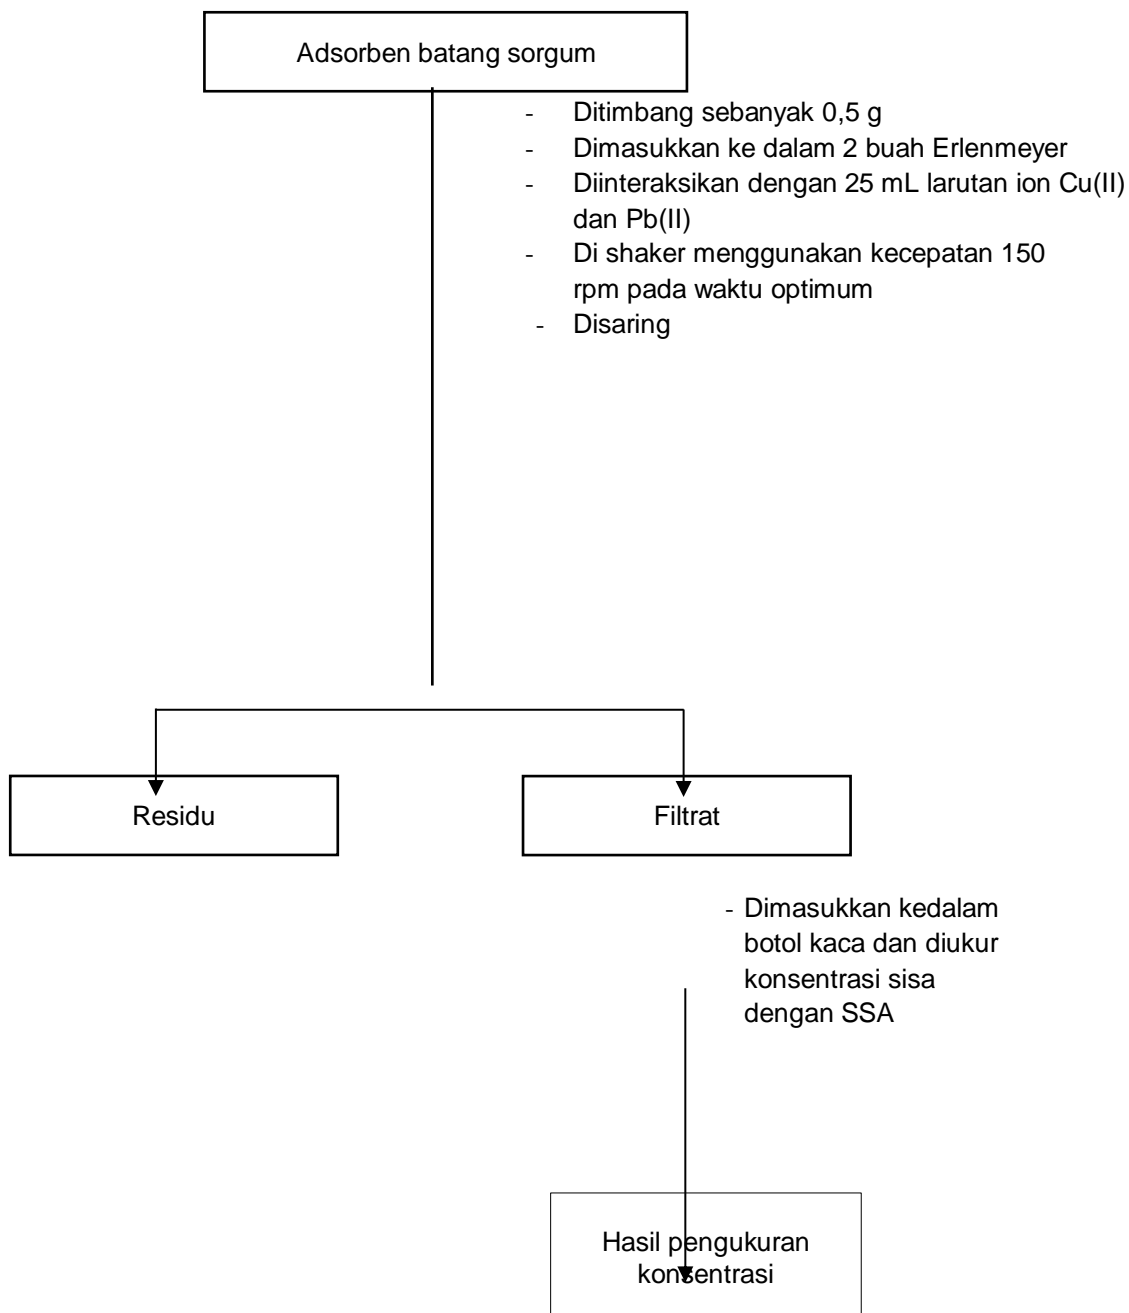 Adsorben batang sorgum
- Ditimbang sebanyak 0,5 g
- Dimasukkan ke dalam 2 buah Erlenmeyer
- Diinteraksikan dengan 25 mL larutan ion Cu(II)
dan Pb(II)
- Di shaker menggunakan kecepatan 150
rpm pada waktu optimum
- Disaring
Residu
Filtrat
- Dimasukkan kedalam
botol kaca dan diukur
konsentrasi sisa
dengan SSA
Hasil pengukuran
konsentrasi